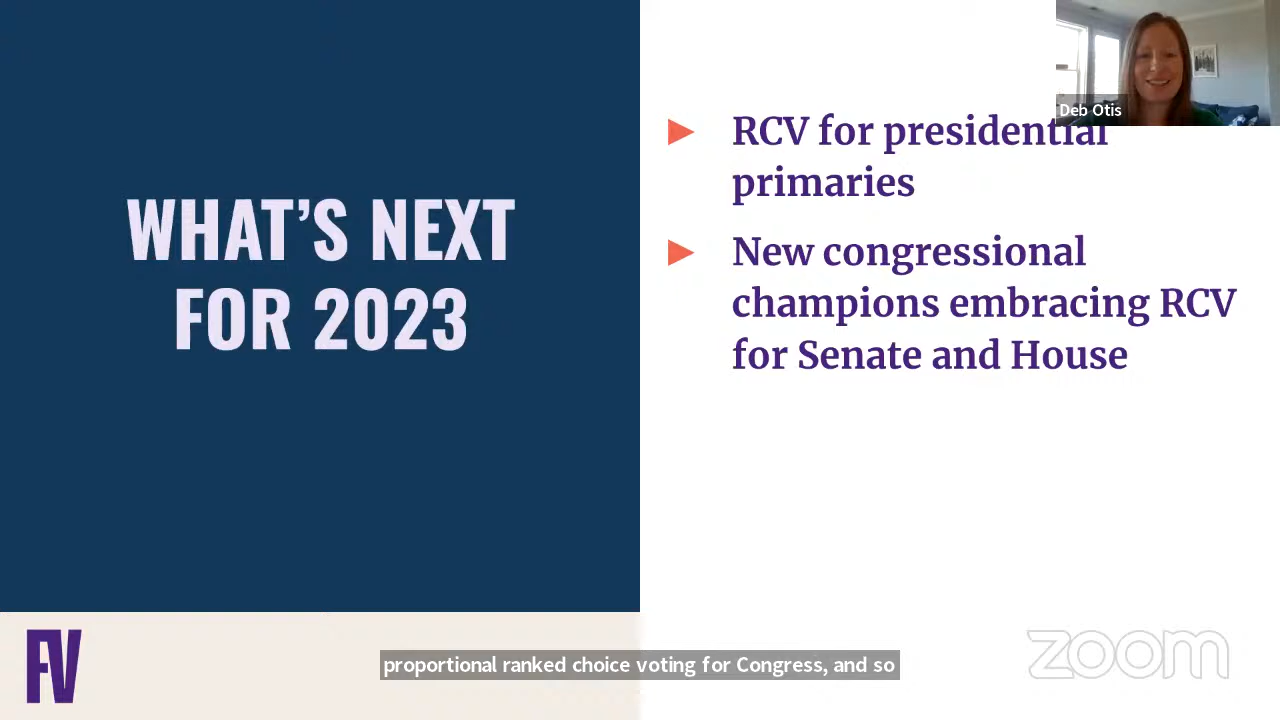 WHAT'S NEXT
FOR 2023
RCV for presidential
primaries
New congressional
champions embracing RCV
for Senate and House
Deb Otis
proportional ranked choice voting for Congress, and so
FV
zoom